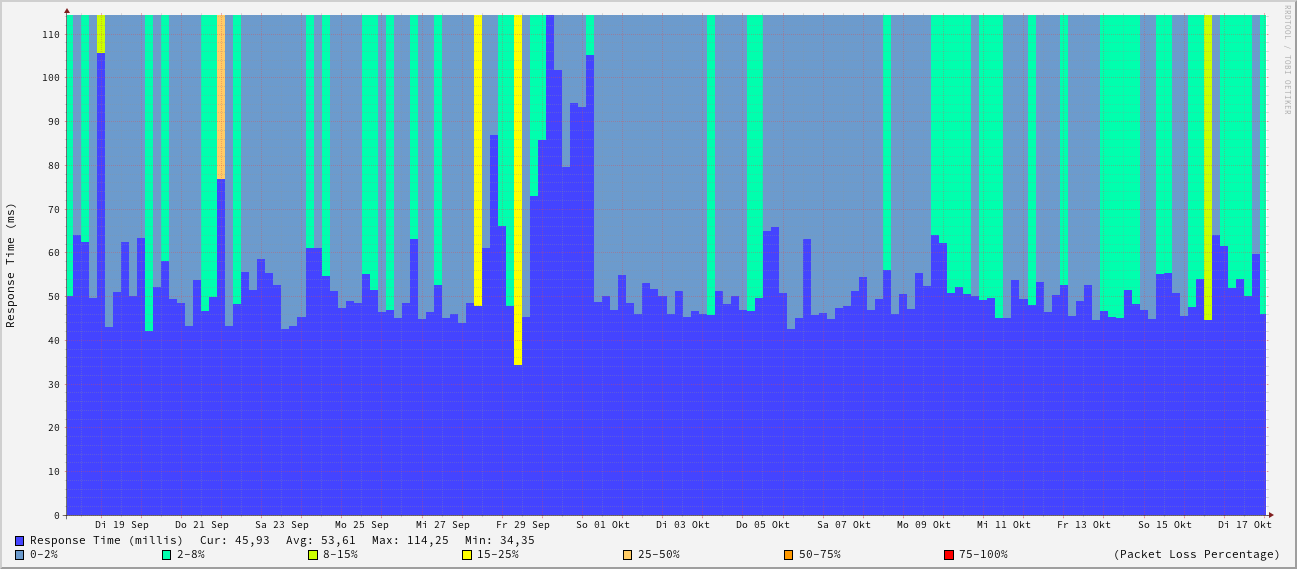 RRDTOOL / TOBI OETIKER
Response Time (ms)
110
100
90
80
70
60
50
40
30
20
10
0
Di 19 Sep Do 21 Sep Sa 23 Sep Mo 25 Sep Mi 27 Sep Fr 29 Sep So 01 Okt Di 03 Okt Do 05 Okt Sa 07 Okt Mo 09 Okt Mi 11 Okt Fr 13 Okt So 15 Okt Di 17 Okt
Response Time (millis) Cur: 45,93 Avg: 53,61 Max: 114,25 Min: 34,35
0-2% 2-8% 8-15% 15-25% 25-50% 50-75% 75-100% (Packet Loss Percentage)